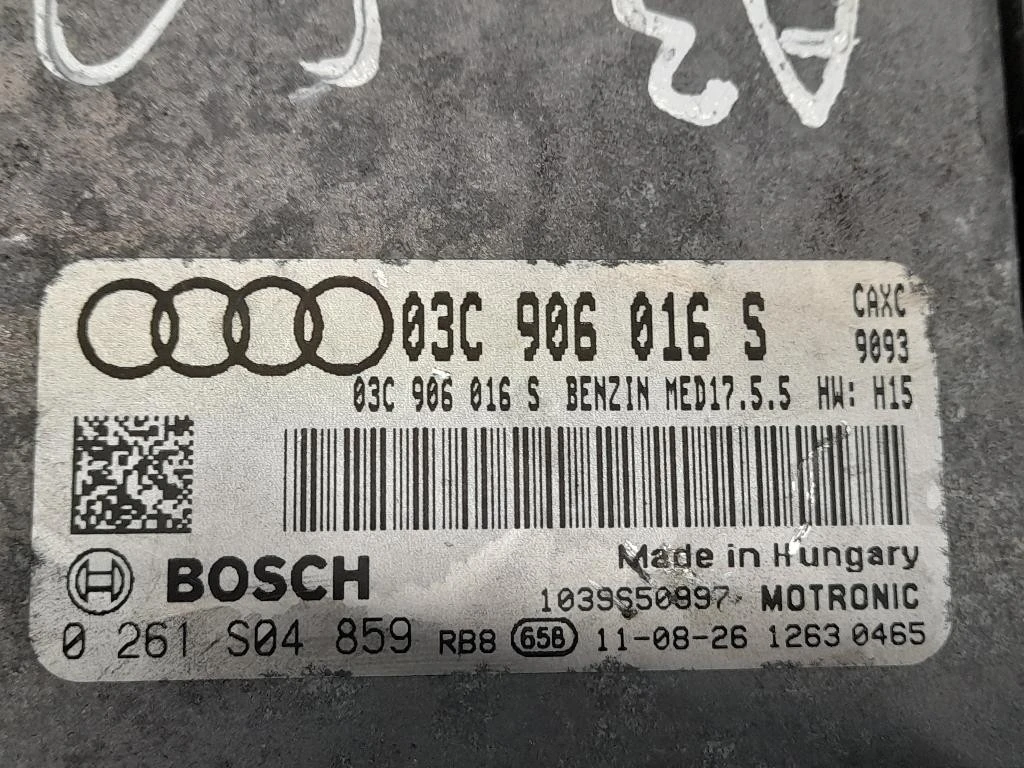 03C 906 016 S
CAXC
9093
03C 906 016 S BENZIN MED17.5.5 HW: H15
Made in Hungary
BOSCH
1039S50997 MOTRONIC
0 261 S04 859 RB8 658 11-08-26 1263 0465